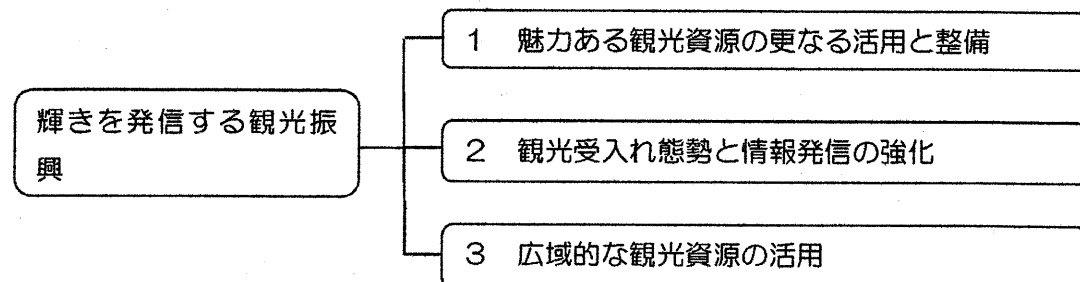 輝きを発信する観光振
興
1 魅力ある観光資源の更なる活用と整備
2 観光受入れ態勢と情報発信の強化
3 広域的な観光資源の活用